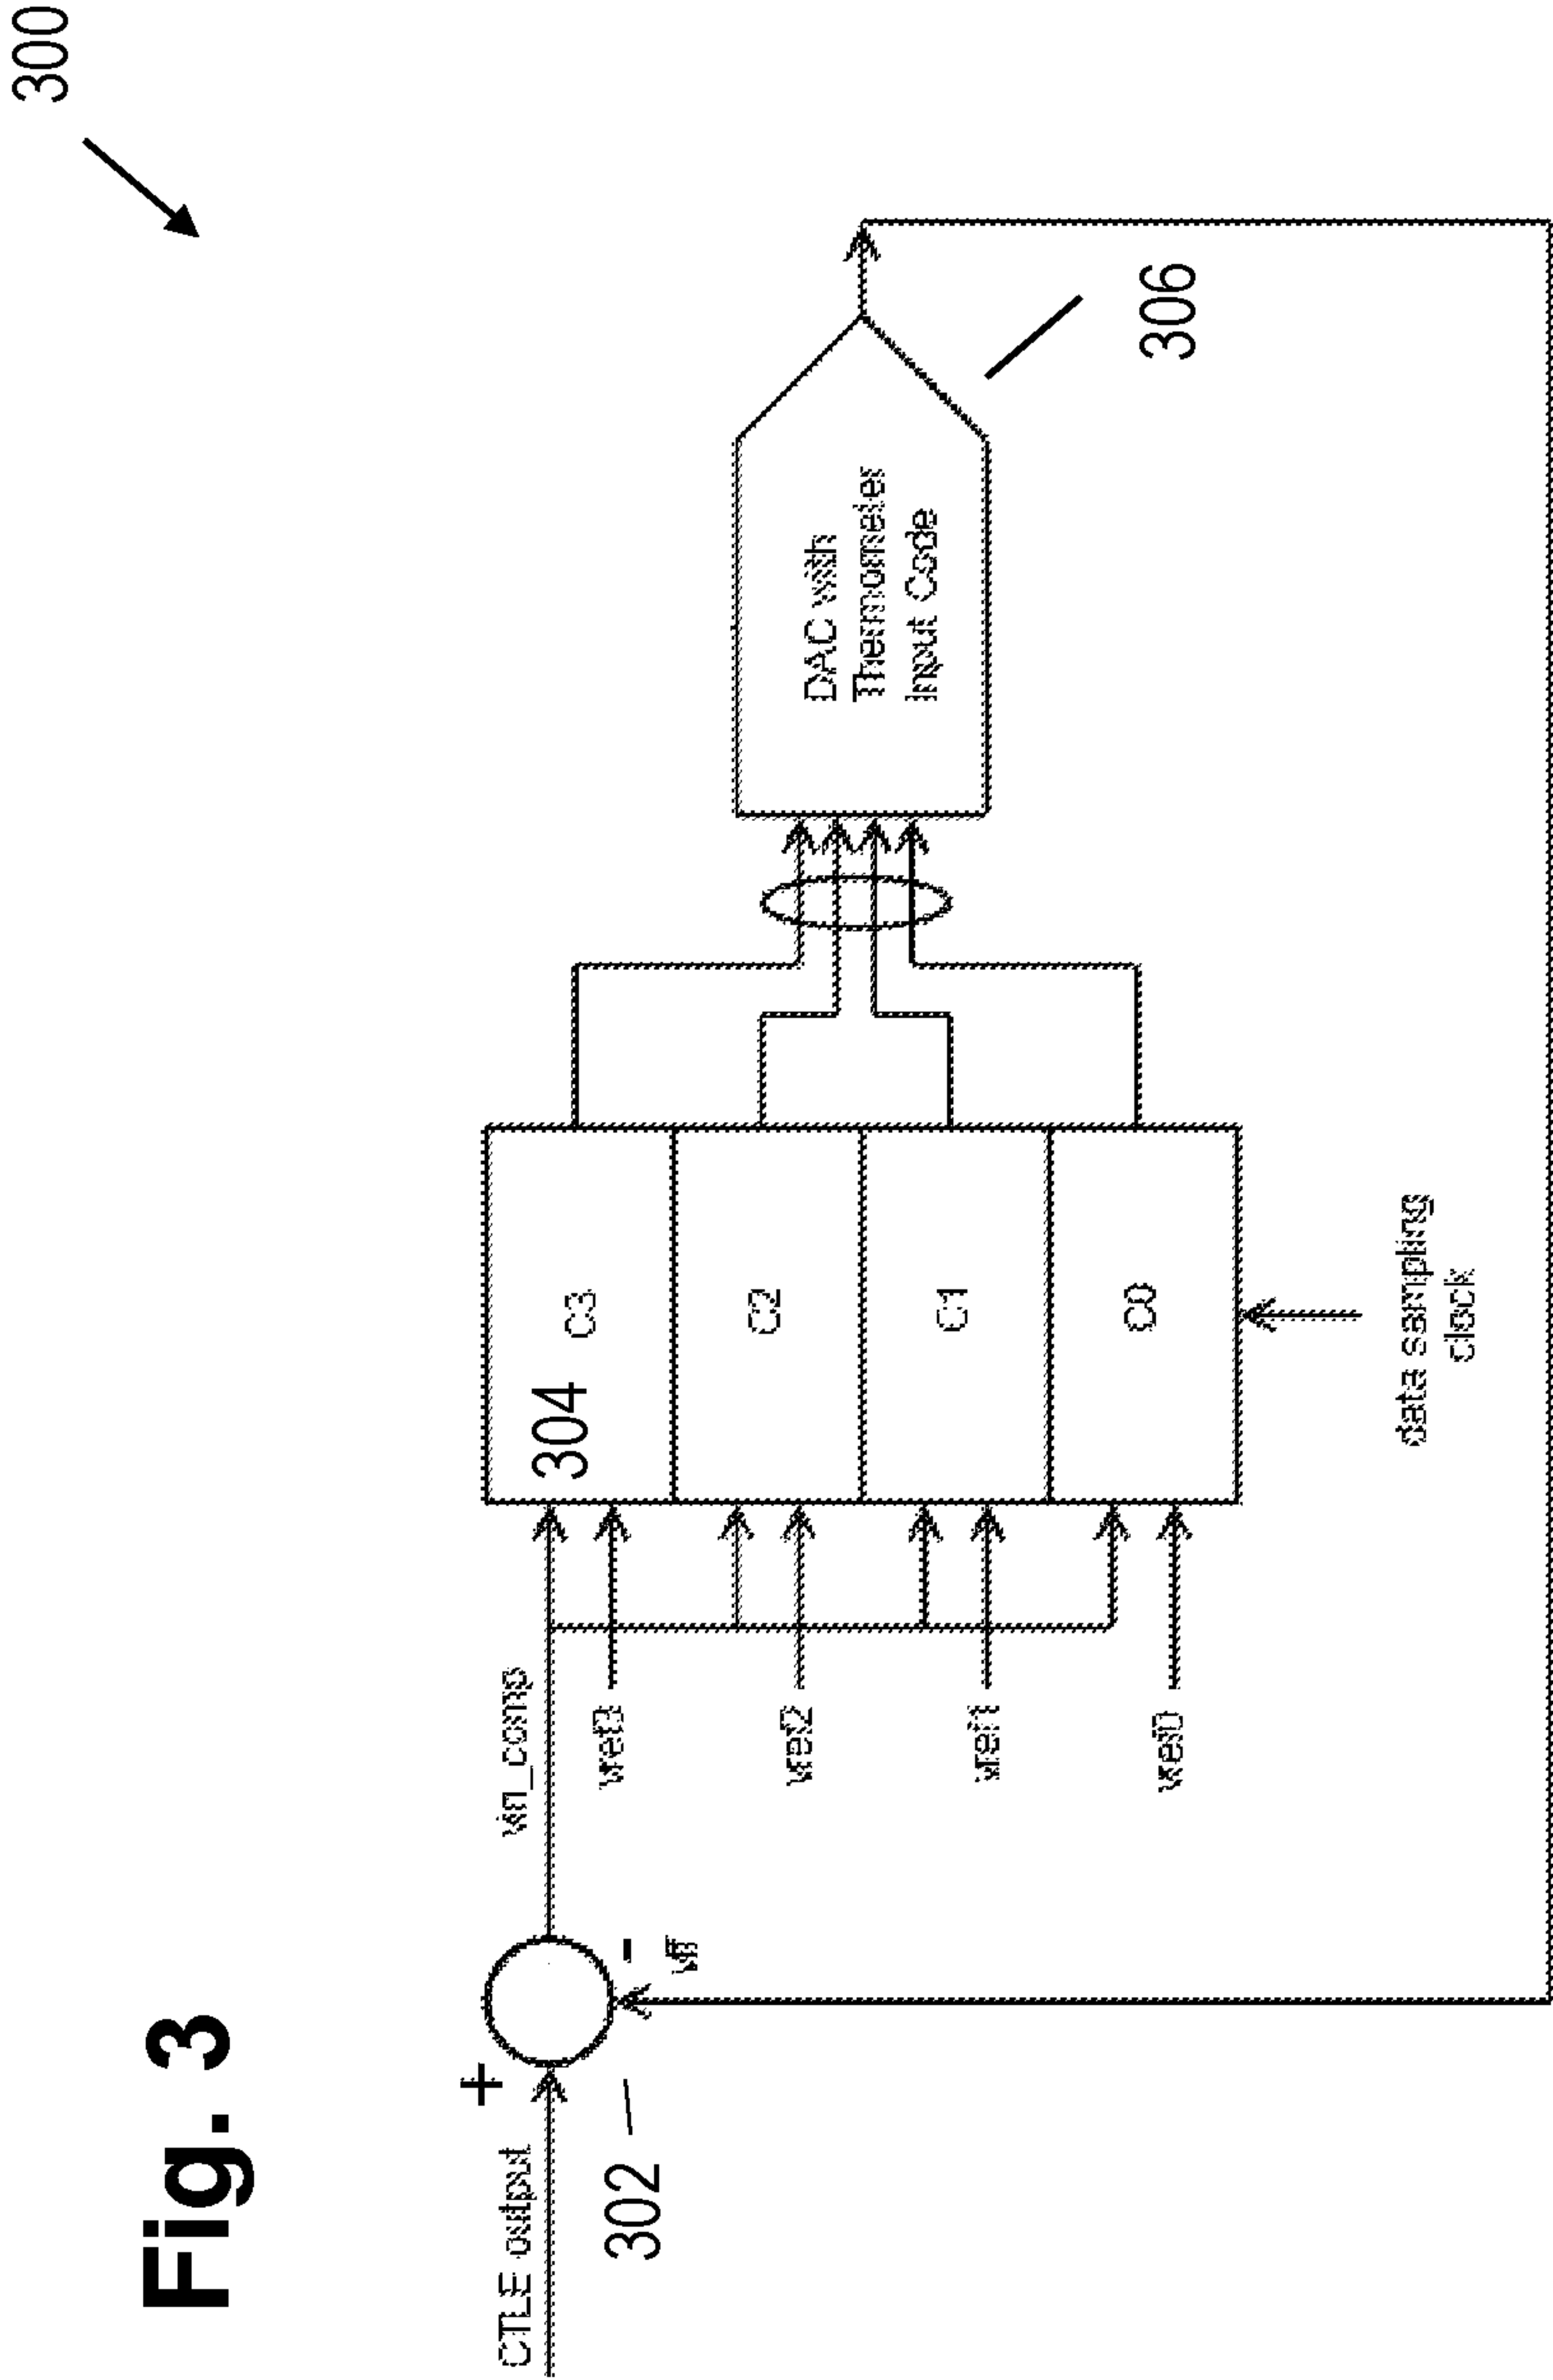 Fig. 3
300
CTLE output
+
302
-
vff
vin_comp
vref3
vref2
vref1
vref0
304
C3
C2
C1
C0
data sampling
clock
DAC with
Thermometer
Input Code
306